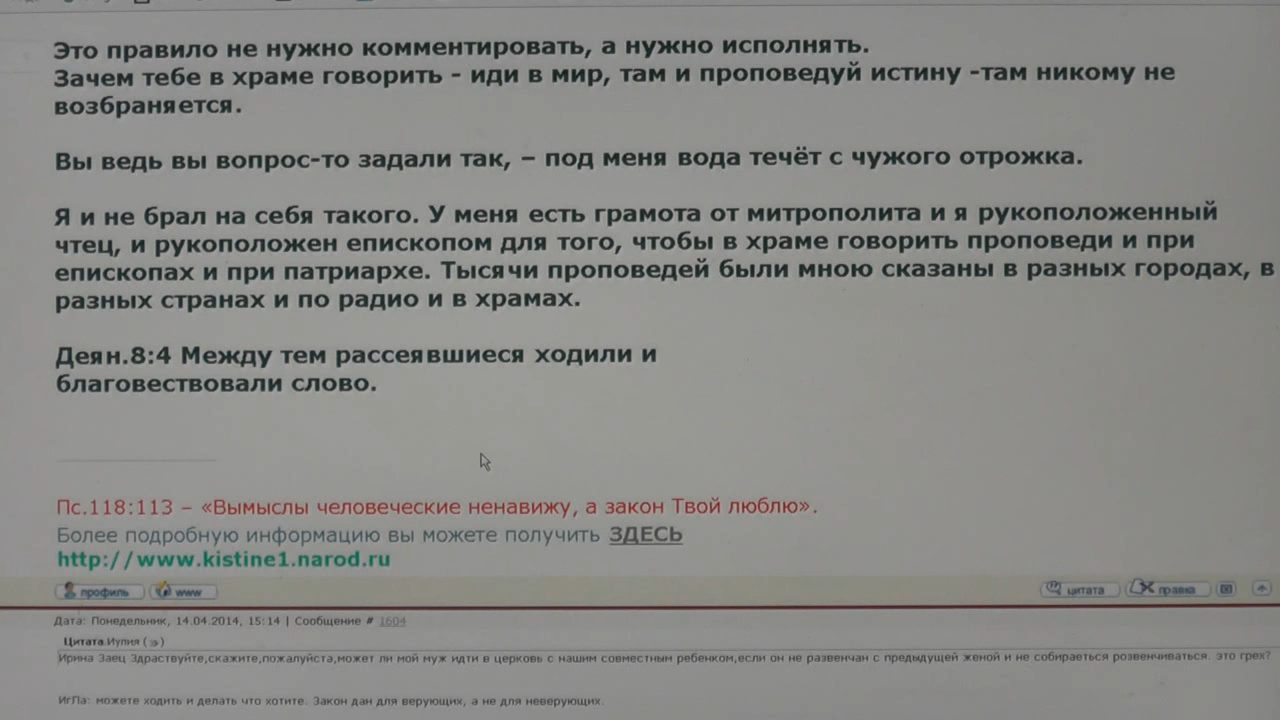 Это правило не нужно комментировать, а нужно исполнять.
Зачем тебе в храме говорить - иди в мир, там и проповедуй истину -там никому не
возбраняется.
Вы ведь вы вопрос-то задали так, – под меня вода течёт с чужого отрожка.
Я и не брал на себя такого. У меня есть грамота от митрополита и я рукоположенный
чтец, и рукоположен епископом для того, чтобы в храме говорить проповеди и при
епископах и при патриархе. Тысячи проповедей были мною сказаны в разных городах, в
разных странах и по радио и в храмах.
Деян.8:4 Между тем рассеявшиеся ходили и
благовествовали слово.
Пс.118:113 – «Вымыслы человеческие ненавижу, а закон Твой люблю».
Более подробную информацию вы можете получить ЗДЕСЬ
http://www.kistine1.narod.ru
профиль www цитата правка
Дата: Понедельник, 14.04.2014, 15:14 | Сообщение # 1604
Цитата Иулия ( )
Ирина Заец Здраствуйте,скажите,пожалуйста,может ли мой муж идти в церковь с нашим совместным ребенком,если он не развенчан с предыдущей женой и не собираеться розвенчиваться. это грех?
ИгЛа: можете ходить и делать что хотите. Закон дан для верующих, а не для неверующих.